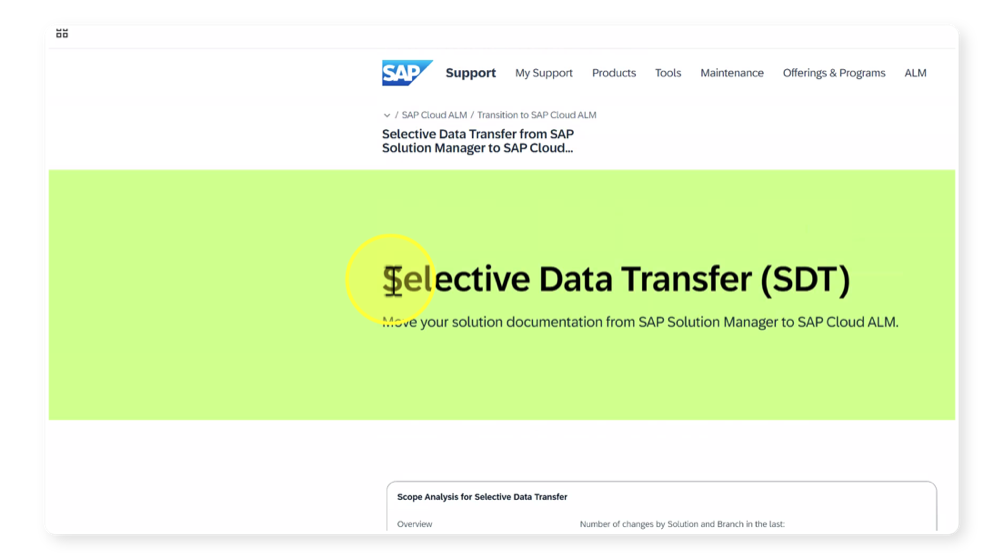 SAP Support My Support Products Tools Maintenance Offerings & Programs ALM
/ SAP Cloud ALM / Transition to SAP Cloud ALM
Selective Data Transfer from SAP
Solution Manager to SAP Cloud...
Selective Data Transfer (SDT)
Move your solution documentation from SAP Solution Manager to SAP Cloud ALM.
Scope Analysis for Selective Data Transfer
Overview Number of changes by Solution and Branch in the last: